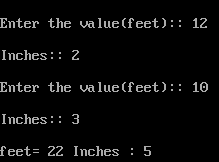 Enter the value(feet):: 12
Inches:: 2
Enter the value(feet):: 10
Inches:: 3
feet= 22 Inches : 5